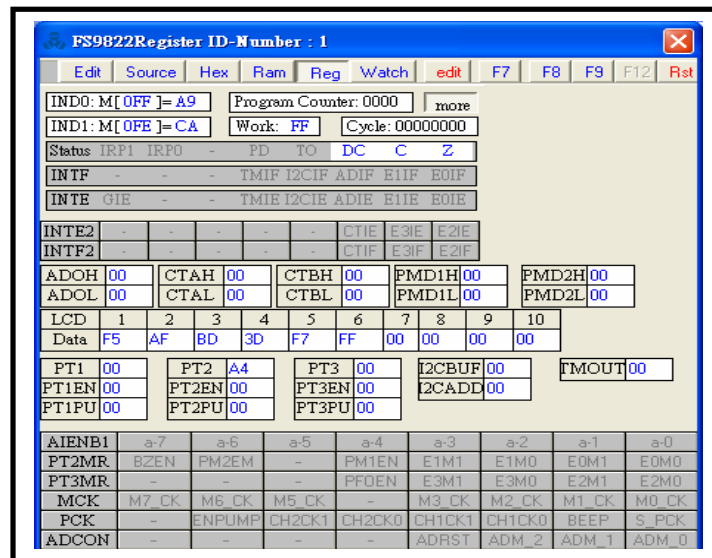 FS9822Register ID-Number : 1
Edit Source Hex Ram Reg Watch edit F7 F8 F9 F12 Rst
IND0: M[ 0FF ]= A9 Program Counter: 0000 more
IND1: M[ 0FE ]= CA Work: FF Cycle: 00000000
Status IRP1 IRP0 - PD TO DC C Z
INTF - - - TMIF I2CIF ADIF E1IF E0IF
INTE GIE - - TMIE I2CIE ADIE E1IE E0IE
INTE2 - - - - - CTIE E3IE E2IE
INTF2 - - - - - CTIF E3IF E2IF
ADOH 00 CTAH 00 CTBH 00 PMD1H 00 PMD2H 00
ADOL 00 CTAL 00 CTBL 00 PMD1L 00 PMD2L 00
LCD 1 2 3 4 5 6 7 8 9 10
Data F5 AF BD 3D F7 FF 00 00 00 00
PT1 00 PT2 A4 PT3 00 I2CBUF 00 TMOUT 00
PT1EN 00 PT2EN 00 PT3EN 00 I2CADD 00
PT1PU 00 PT2PU 00 PT3PU 00
AIENB1 a-7 a-6 a-5 a-4 a-3 a-2 a-1 a-0
PT2MR BZEN PM2EM - PM1EN E1M1 E1M0 E0M1 E0M0
PT3MR - - - PFOEN E3M1 E3M0 E2M1 E2M0
MCK M7_CK M6_CK M5_CK - M3_CK M2_CK M1_CK M0_CK
PCK - ENPUMP CH2CK1 CH2CK0 CH1CK1 CH1CK0 BEEP S_PCK
ADCON - - - - ADRST ADM_2 ADM_1 ADM_0